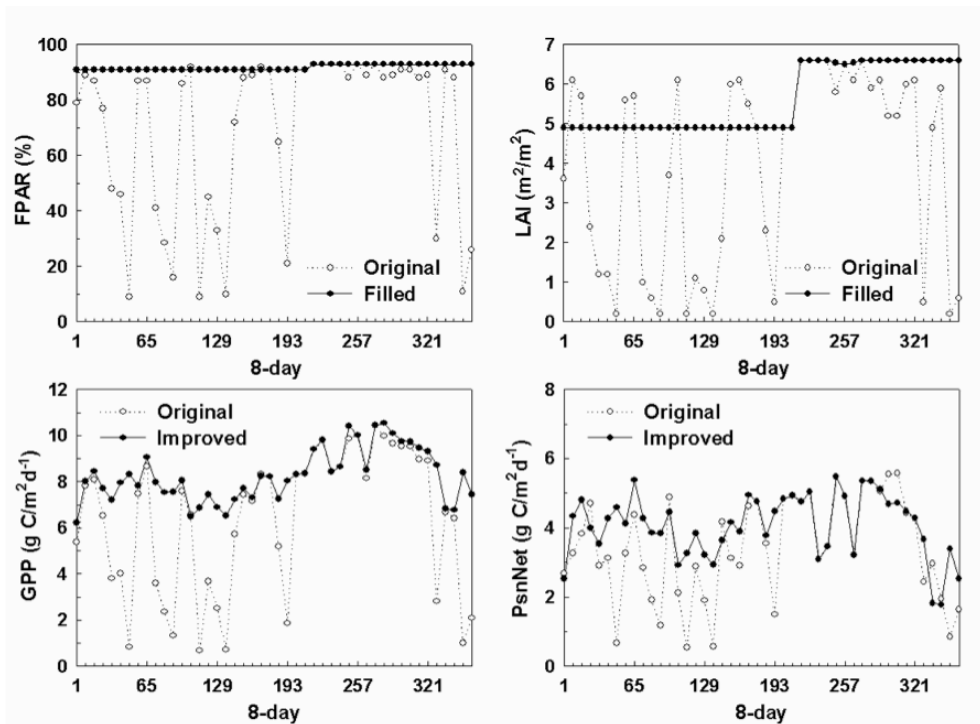 100
80
60
40
20
0
FPAR (%)
Original
Filled
1 65 129 193 257 321
8-day
7
6
5
4
3
2
1
0
LAI (m²/m²)
Original
Filled
1 65 129 193 257 321
8-day
12
10
8
6
4
2
0
GPP (g C/m² d⁻¹)
Original
Improved
1 65 129 193 257 321
8-day
8
6
4
2
0
PsnNet (g C/m² d⁻¹)
Original
Improved
1 65 129 193 257 321
8-day